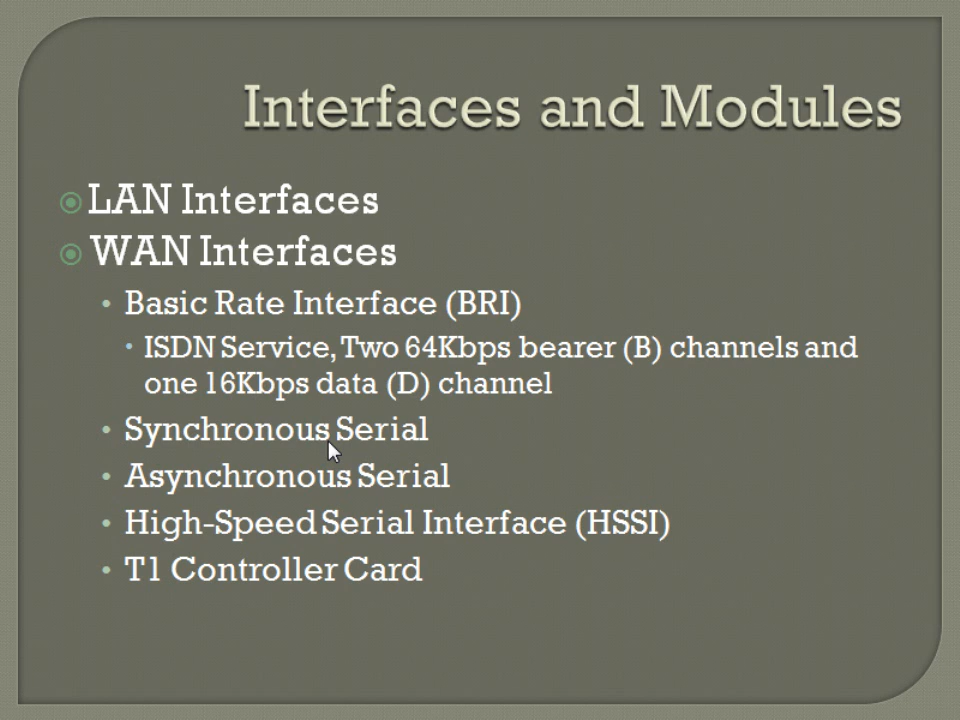 Interfaces and Modules
LAN Interfaces
WAN Interfaces
Basic Rate Interface (BRI)
ISDN Service, Two 64Kbps bearer (B) channels and
one 16Kbps data (D) channel
Synchronous Serial
Asynchronous Serial
High-Speed Serial Interface (HSSI)
T1 Controller Card